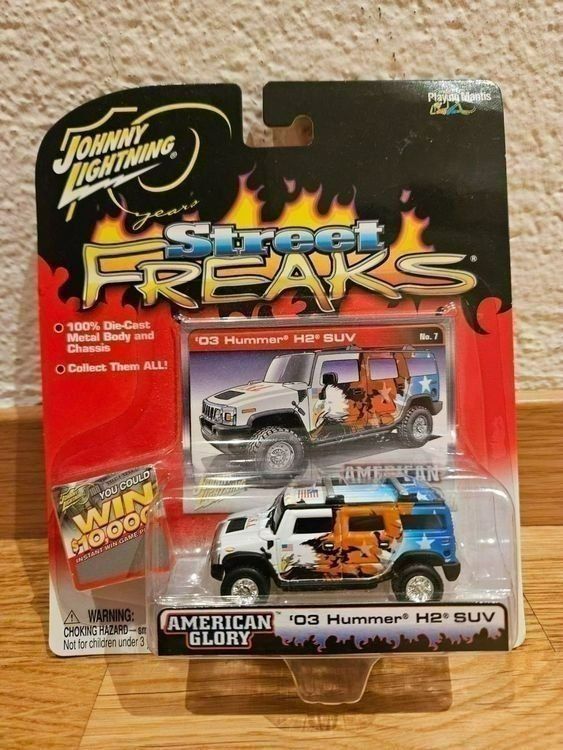 Playing Mantis
JOHNNY
LIGHTNING®
years
Street
FREAKS®
100% Die-Cast
Metal Body and
Chassis
Collect Them ALL!
'03 Hummer® H2® SUV
No. 7
AMERICAN
YOU COULD
WIN
$10,000
INSTANT WIN GAME
WARNING:
CHOKING HAZARD—sm
Not for children under 3
AMERICAN™
GLORY
'03 Hummer® H2® SUV